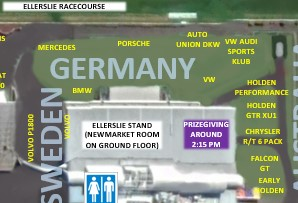 ELLERSLIE RACECOURSE
MERCEDES
PORSCHE
AUTO
UNION DKW
VW AUDI
SPORTS
KLUB
GERMANY
VW
BMW
HOLDEN
PERFORMANCE
HOLDEN
GTR XU1
CHRYSLER
R/T 6 PACK
FALCON
GT
EARLY
HOLDEN
ELLERSLIE STAND
(NEWMARKET ROOM
ON GROUND FLOOR)
PRIZEGIVING
AROUND
2:15 PM
SWEDEN
VOLVO P1800
VOLVO